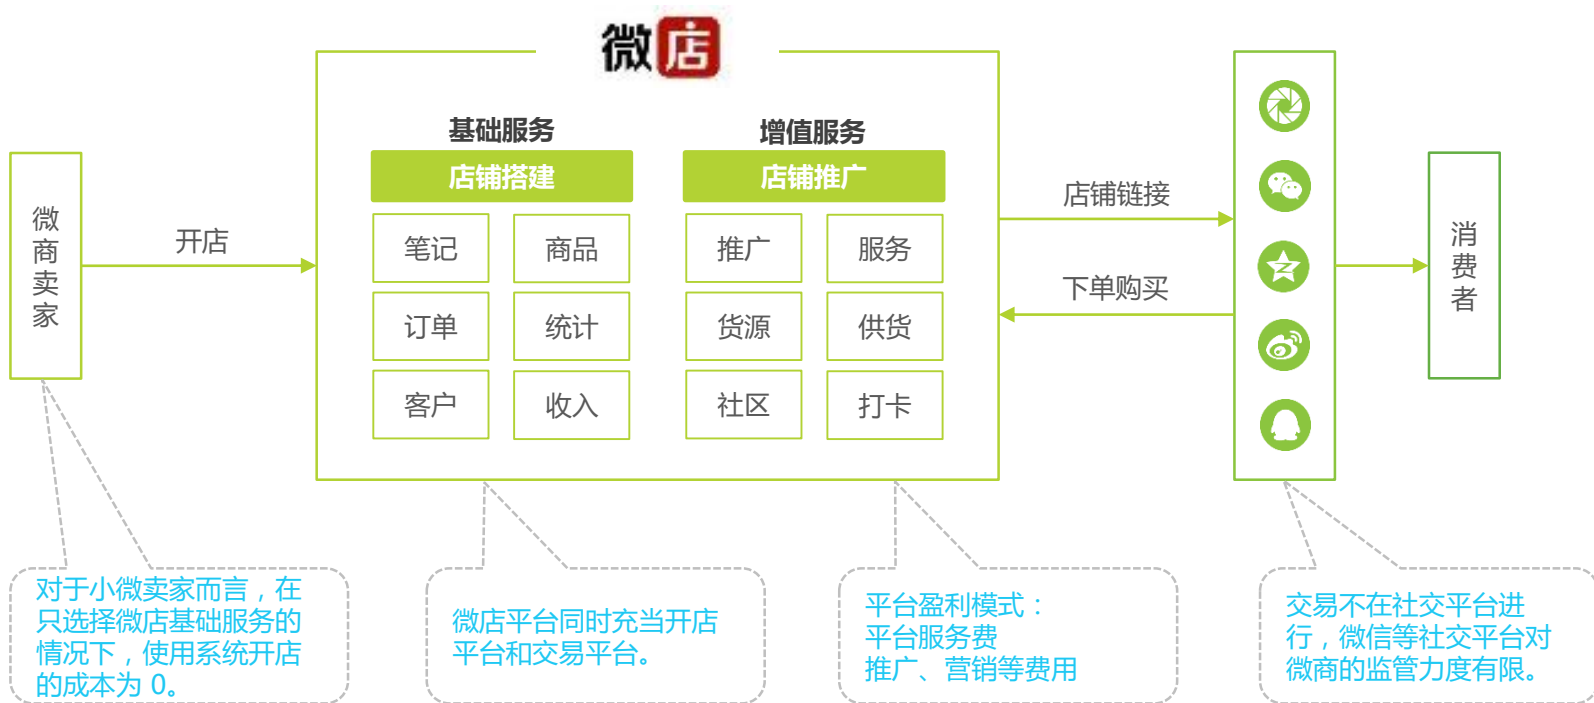 微店
基础服务
增值服务
店铺搭建
店铺推广
微商卖家
开店
笔记
商品
推广
服务
订单
统计
货源
供货
客户
收入
社区
打卡
店铺链接
下单购买
消费者
对于小微卖家而言，在
只选择微店基础服务的
情况下，使用系统开店
的成本为 0。
微店平台同时充当开店
平台和交易平台。
平台盈利模式：
平台服务费
推广、营销等费用
交易不在社交平台进
行，微信等社交平台对
微商的监管力度有限。